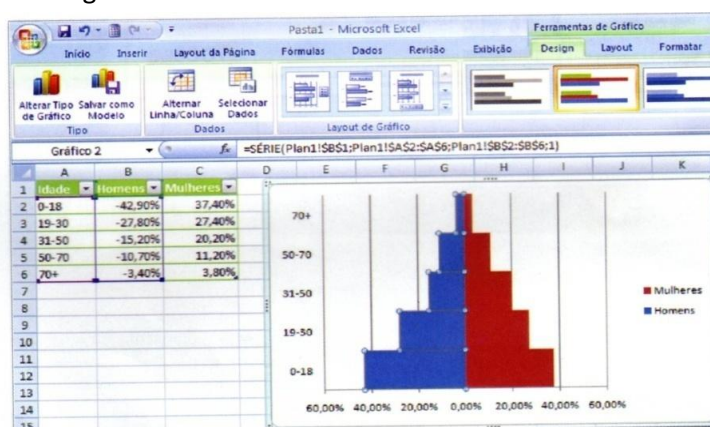 Pasta1 - Microsoft Excel
Ferramentas de Gráfico
Início Inserir Layout da Página Fórmulas Dados Revisão Exibição Design Layout Formatar
Alterar Tipo de Gráfico
Salvar como Modelo
Alternar Linha/Coluna
Selecionar Dados
Tipo
Dados
Layout de Gráfico
Gráfico 2 fx =SÉRIE(Plan1!$B$1;Plan1!$A$2:$A$6;Plan1!$B$2:$B$6;1)
A B C D E F G H I J K
1 Idade Homens Mulheres
2 0-18 -42,90% 37,40%
3 19-30 -27,80% 27,40%
4 31-50 -15,20% 20,20%
5 50-70 -10,70% 11,20%
6 70+ -3,40% 3,80%
7
8
9
10
11
12
13
14
15
70+
50-70
31-50
19-30
0-18
60,00% 40,00% 20,00% 0,00% 20,00% 40,00% 60,00%
Mulheres
Homens